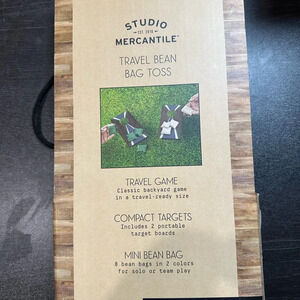 STUDIO
EST 2010
MERCANTILE
TRAVEL BEAN
BAG TOSS
TRAVEL GAME
Classic backyard game
in a travel-ready size
COMPACT TARGETS
Includes 2 portable
target boards
MINI BEAN BAG
8 bean bags in 2 colors
for solo or team play